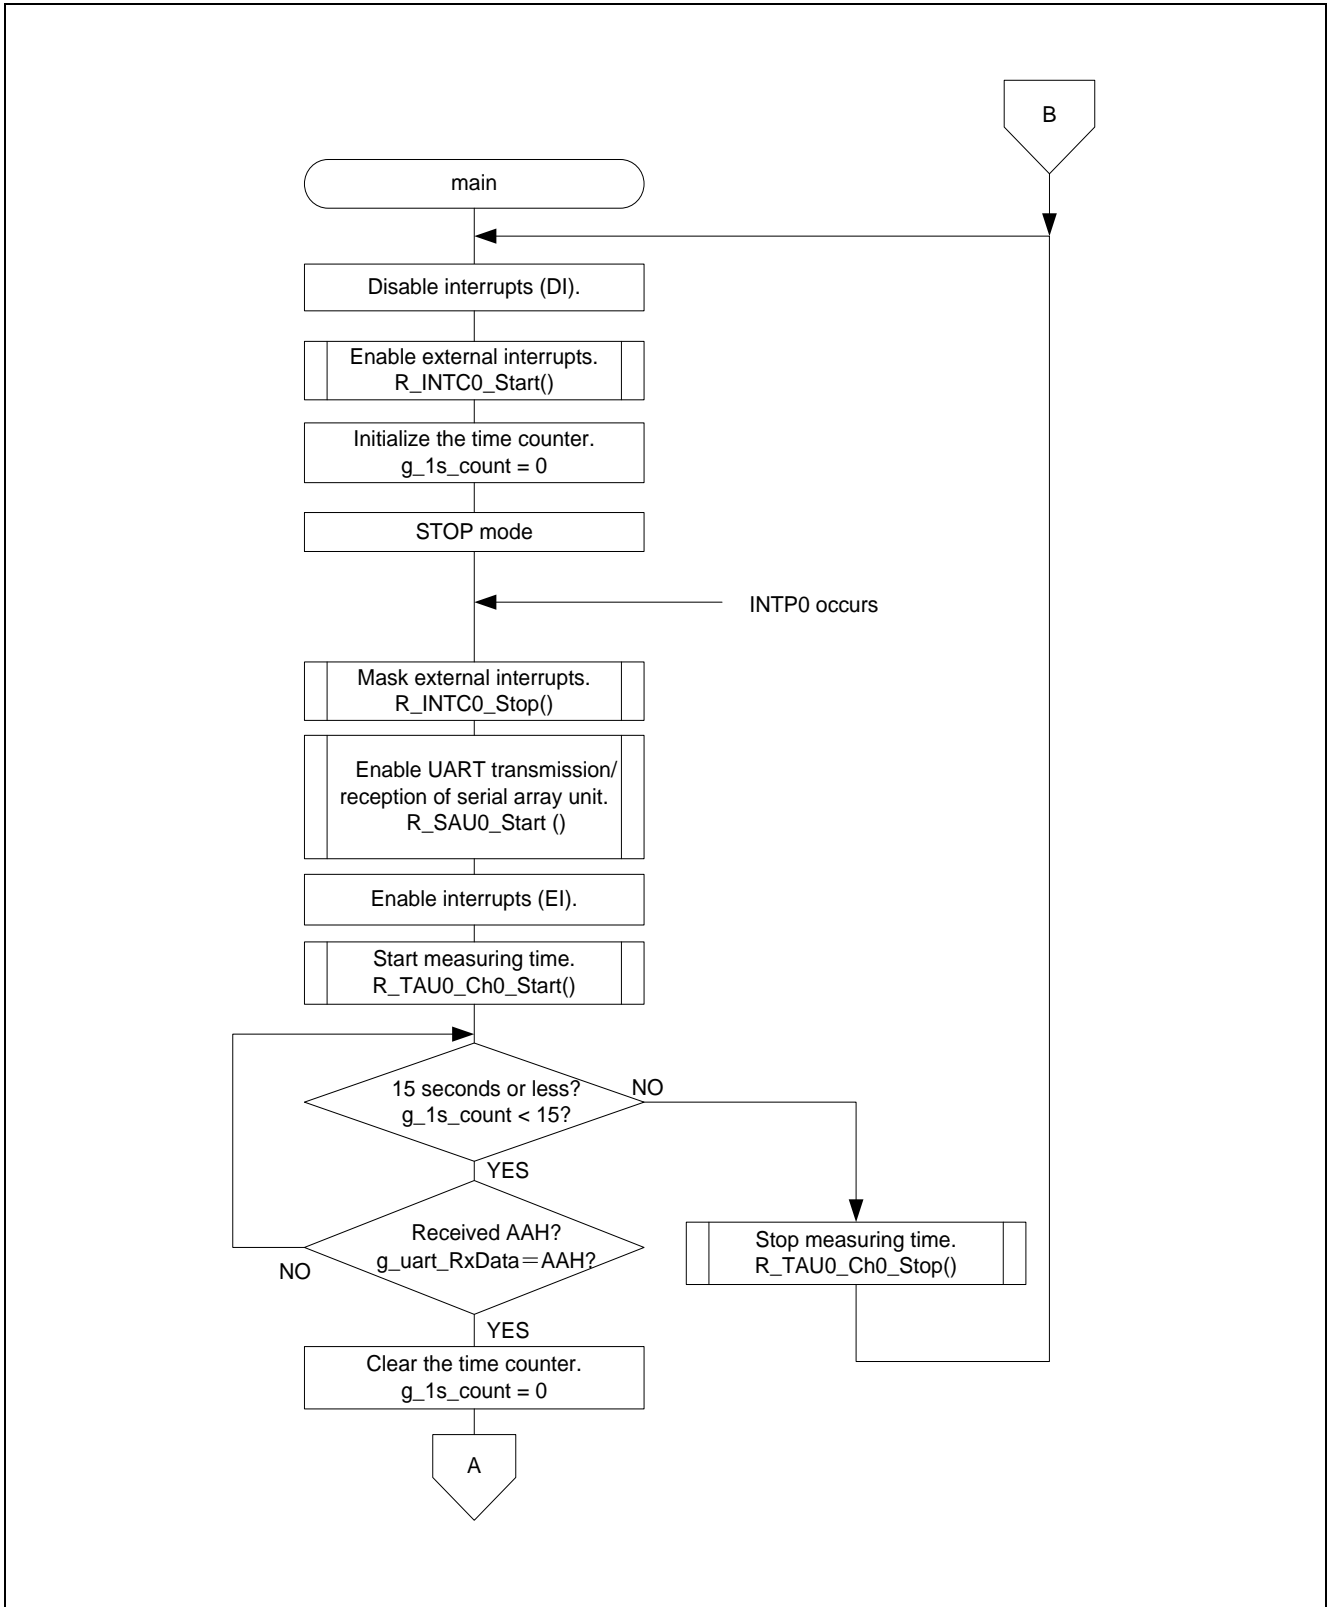 B
main
Disable interrupts (DI).
Enable external interrupts.
R_INTC0_Start()
Initialize the time counter.
g_1s_count = 0
STOP mode
INTP0 occurs
Mask external interrupts.
R_INTC0_Stop()
Enable UART transmission/
reception of serial array unit.
R_SAU0_Start ()
Enable interrupts (EI).
Start measuring time.
R_TAU0_Ch0_Start()
15 seconds or less?
g_1s_count < 15?
NO
YES
Received AAH?
g_uart_RxData＝AAH?
NO
YES
Stop measuring time.
R_TAU0_Ch0_Stop()
Clear the time counter.
g_1s_count = 0
A